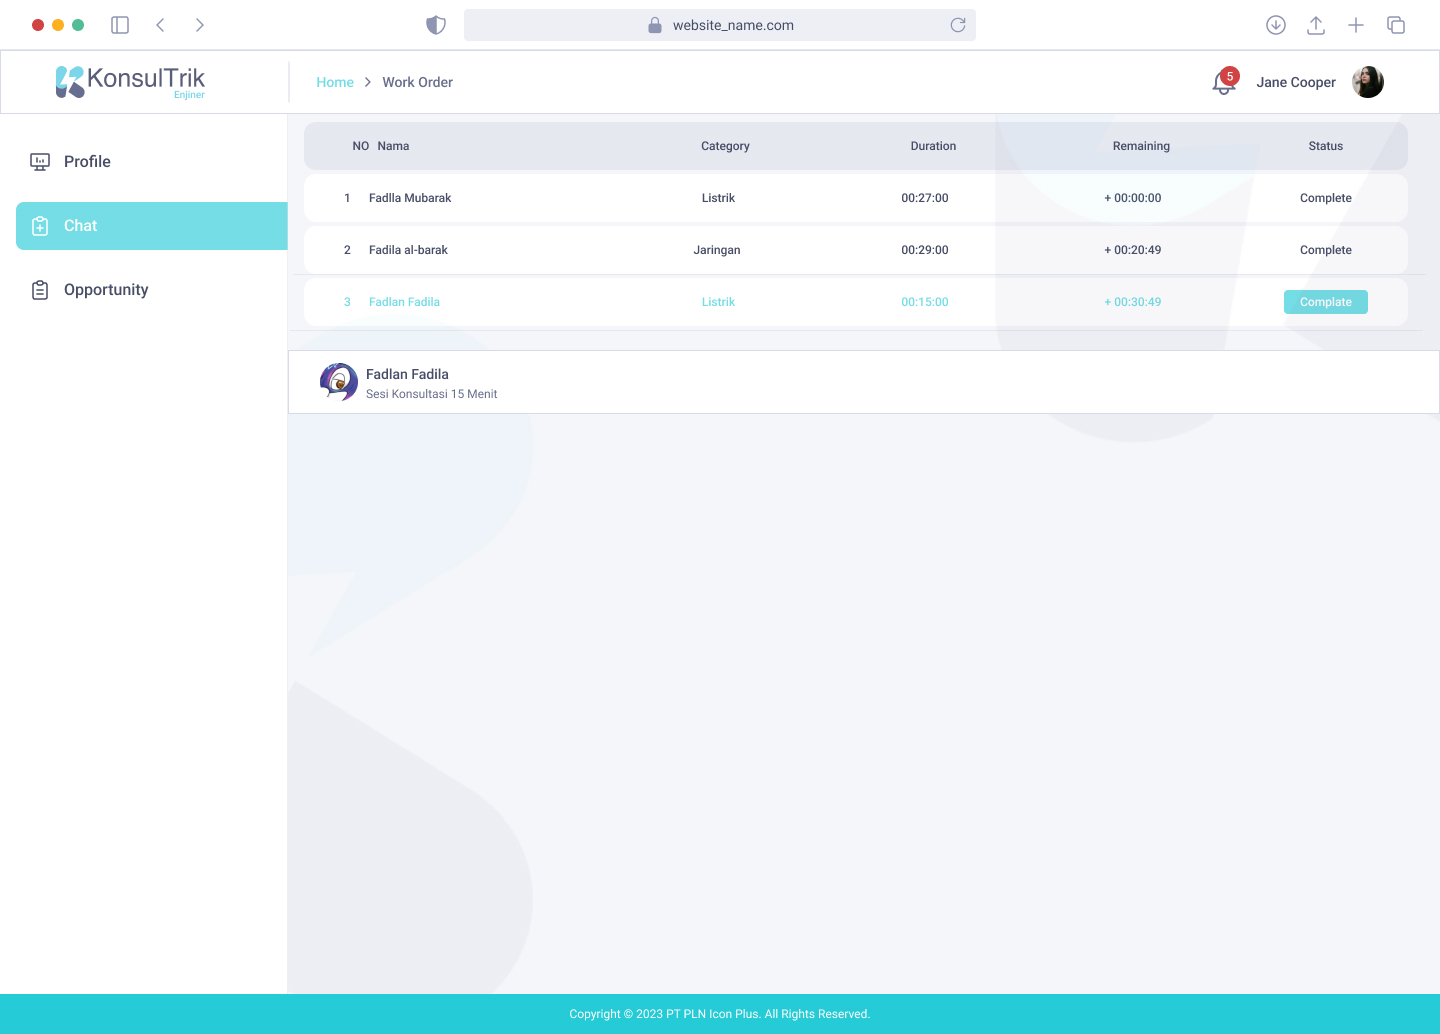 website_name.com
KonsulTrik
Enjiner
Home > Work Order
5
Jane Cooper
Profile
Chat
Opportunity
NO Nama Category Duration Remaining Status
1 Fadlla Mubarak Listrik 00:27:00 + 00:00:00 Complete
2 Fadila al-barak Jaringan 00:29:00 + 00:20:49 Complete
3 Fadlan Fadila Listrik 00:15:00 + 00:30:49 Complate
Fadlan Fadila
Sesi Konsultasi 15 Menit
Copyright © 2023 PT PLN Icon Plus. All Rights Reserved.